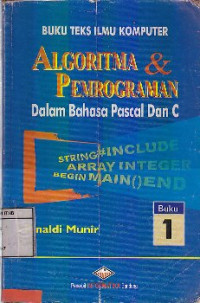 BUKU TEKS ILMU KOMPUTER
ALGORITMA &
PEMROGRAMAN
Dalam Bahasa Pascal Dan C
STRING#INCLUDE
ARRAY INTEGER
BEGIN MAIN()END
naldi Munir
Buku
1